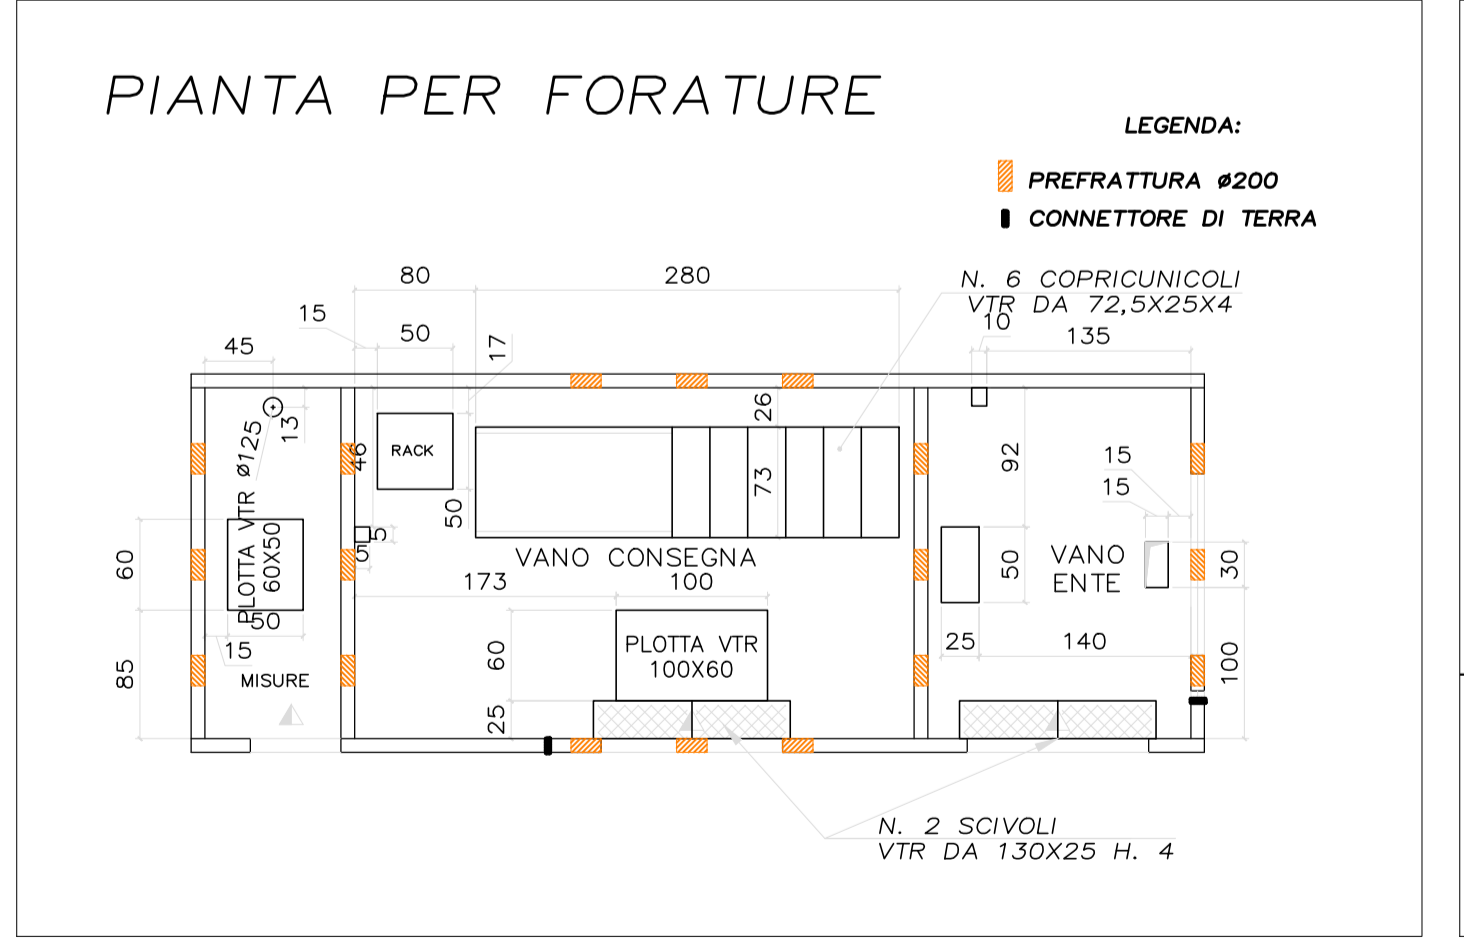 PIANTA PER FORATURE
LEGENDA:
PREFRATTURA ø200
CONNETTORE DI TERRA
80
280
N. 6 COPRICUNICOLI
VTR DA 72,5X25X4
15
10
45
50
17
135
13
PLOTTA VTR ø125
46
RACK
26
92
15
15
50
73
60
60X50
5
5
VANO CONSEGNA
173
100
50
VANO
ENTE
30
50
15
60
PLOTTA VTR
100X60
25
140
100
85
MISURE
25
N. 2 SCIVOLI
VTR DA 130X25 H. 4